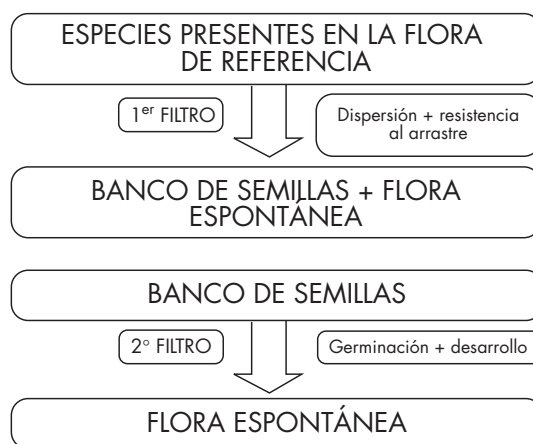 ESPECIES PRESENTES EN LA FLORA
DE REFERENCIA
1er FILTRO
Dispersión + resistencia
al arrastre
BANCO DE SEMILLAS + FLORA
ESPONTÁNEA
BANCO DE SEMILLAS
2° FILTRO
Germinación + desarrollo
FLORA ESPONTÁNEA